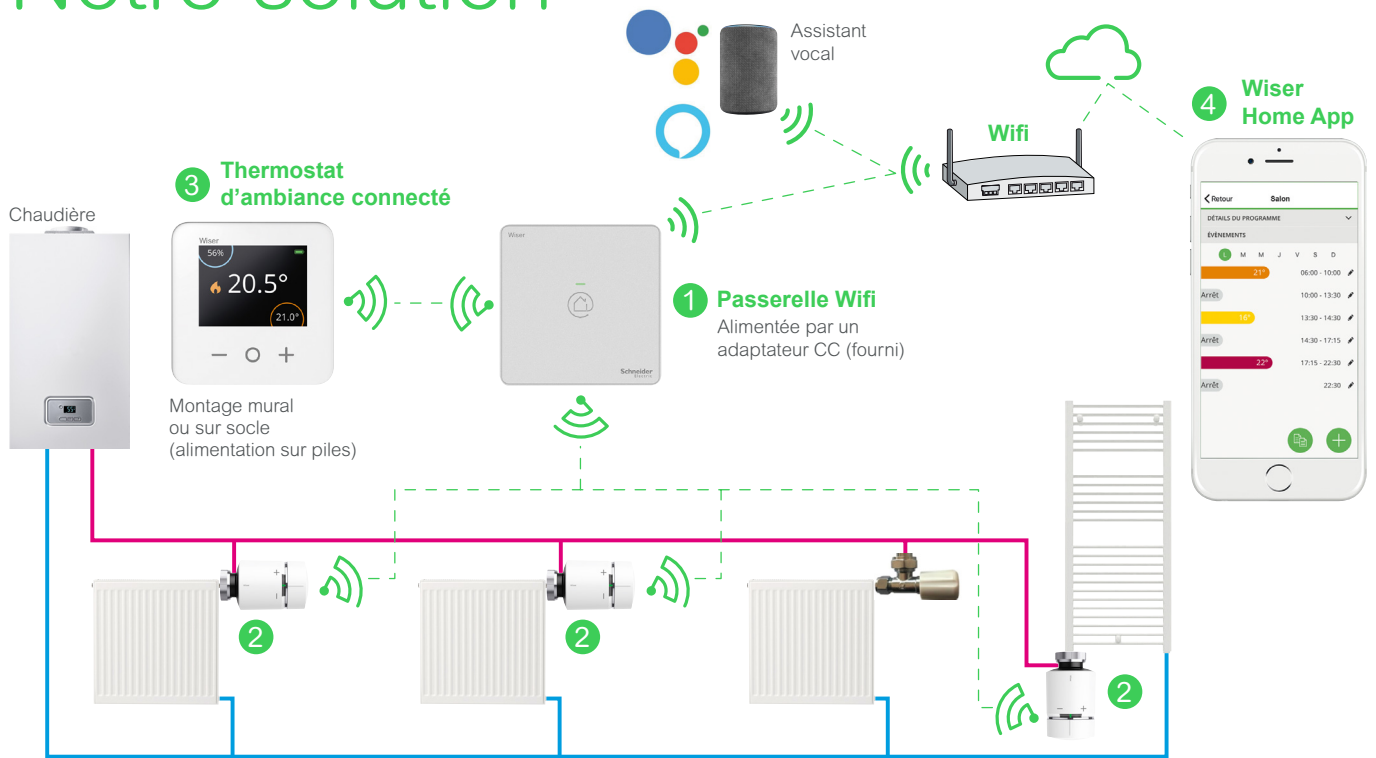 Notre solution
Assistant
vocal
4
Wiser
Home App
Wifi
3
Thermostat
d’ambiance connecté
Chaudière
Wiser
56%
20.5°
21.0°
Wiser
Schneider
Electric
1
Passerelle Wifi
Alimentée par un
adaptateur CC (fourni)
Montage mural
ou sur socle
(alimentation sur piles)
Retour Salon
DÉTAILS DU PROGRAMME
ÉVÈNEMENTS
L M M J V S D
21° 06:00 - 10:00
Arrêt 10:00 - 13:30
16° 13:30 - 14:30
Arrêt 14:30 - 17:15
22° 17:15 - 22:30
Arrêt 22:30
2
2
2